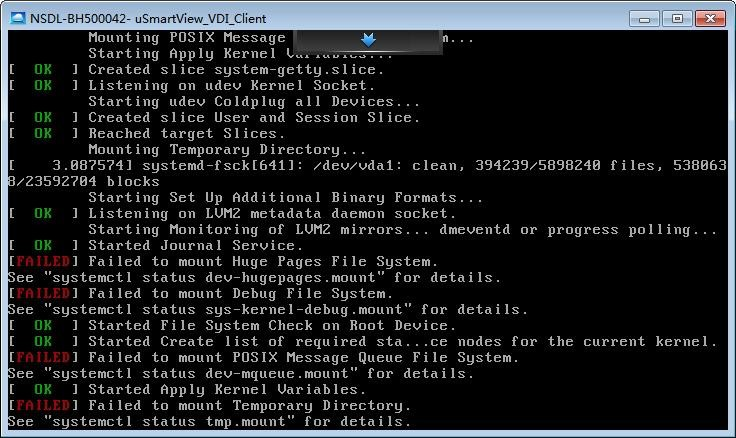 NSDL-BH500042- uSmartView_VDI_Client
Mounting POSIX Message m...
Starting Apply Kernel Variables...
[  OK  ] Created slice system-getty.slice.
[  OK  ] Listening on udev Kernel Socket.
Starting udev Coldplug all Devices...
[  OK  ] Created slice User and Session Slice.
[  OK  ] Reached target Slices.
Mounting Temporary Directory...
[    3.087574] systemd-fsck[641]: /dev/vda1: clean, 394239/5898240 files, 538063
8/23592704 blocks
Starting Set Up Additional Binary Formats...
[  OK  ] Listening on LVM2 metadata daemon socket.
Starting Monitoring of LVM2 mirrors... dmeventd or progress polling...
[  OK  ] Started Journal Service.
[FAILED] Failed to mount Huge Pages File System.
See "systemctl status dev-hugepages.mount" for details.
[FAILED] Failed to mount Debug File System.
See "systemctl status sys-kernel-debug.mount" for details.
[  OK  ] Started File System Check on Root Device.
[  OK  ] Started Create list of required sta...ce nodes for the current kernel.
[FAILED] Failed to mount POSIX Message Queue File System.
See "systemctl status dev-mqueue.mount" for details.
[  OK  ] Started Apply Kernel Variables.
[FAILED] Failed to mount Temporary Directory.
See "systemctl status tmp.mount" for details.